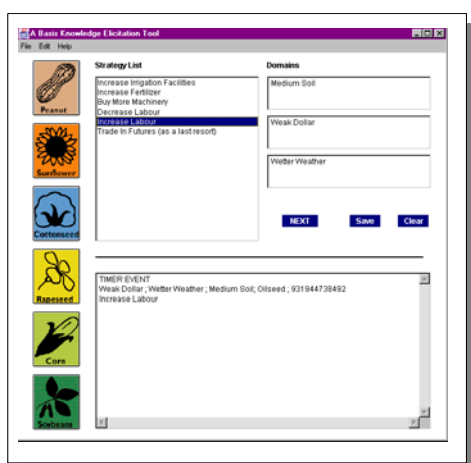 A Basis Knowledge Elicitation Tool
File Edit Help
Strategy List
Domains
Increase Irrigation Facilities
Increase Fertilizer
Buy More Machinery
Decrease Labour
Increase Labour
Trade In Futures (as a last resort)
Medium Soil
Weak Dollar
Wetter Weather
NEXT
Save
Clear
Peanut
Sunflower
Cottonseed
Rapeseed
Corn
Soybeans
TIMER EVENT
Weak Dollar ; Wetter Weather ; Medium Soil; Oilseed ; 931944738492
Increase Labour